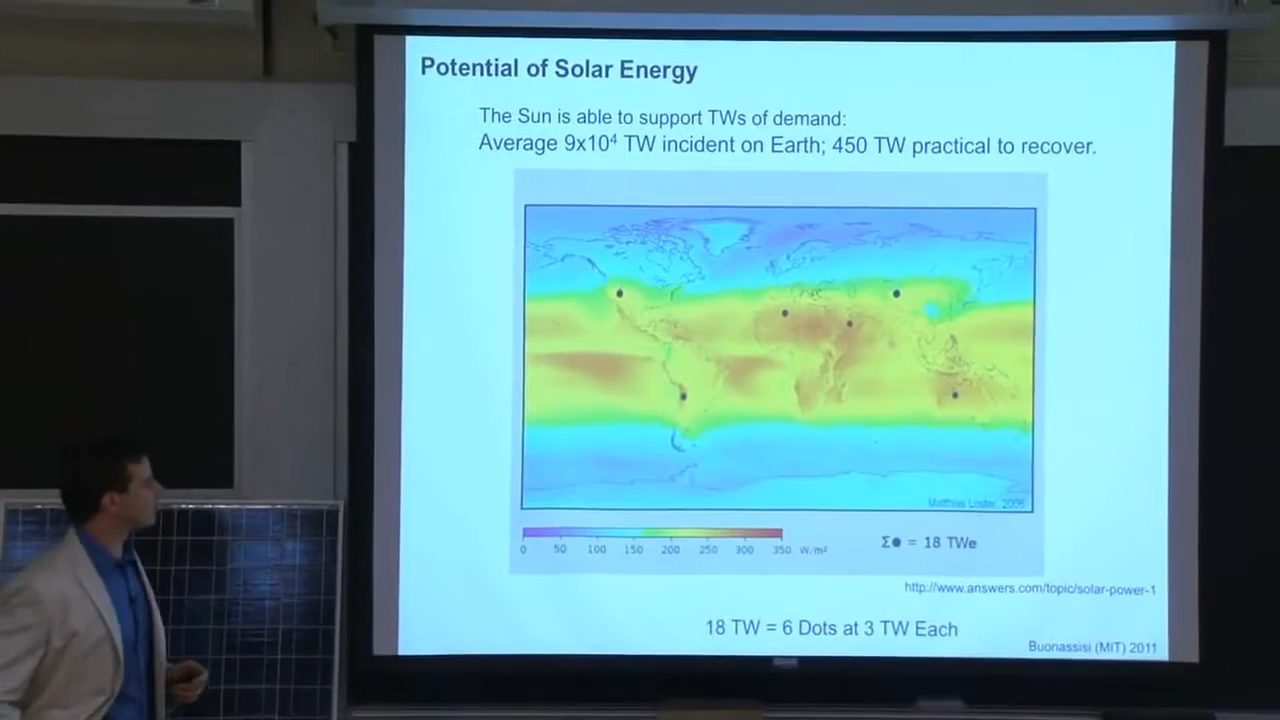 Potential of Solar Energy
The Sun is able to support TWs of demand:
Average 9x10⁴ TW incident on Earth; 450 TW practical to recover.
Matthias Loster, 2006
0 50 100 150 200 250 300 350 W/m²
Σ● = 18 TWe
http://www.answers.com/topic/solar-power-1
18 TW = 6 Dots at 3 TW Each
Buonassisi (MIT) 2011